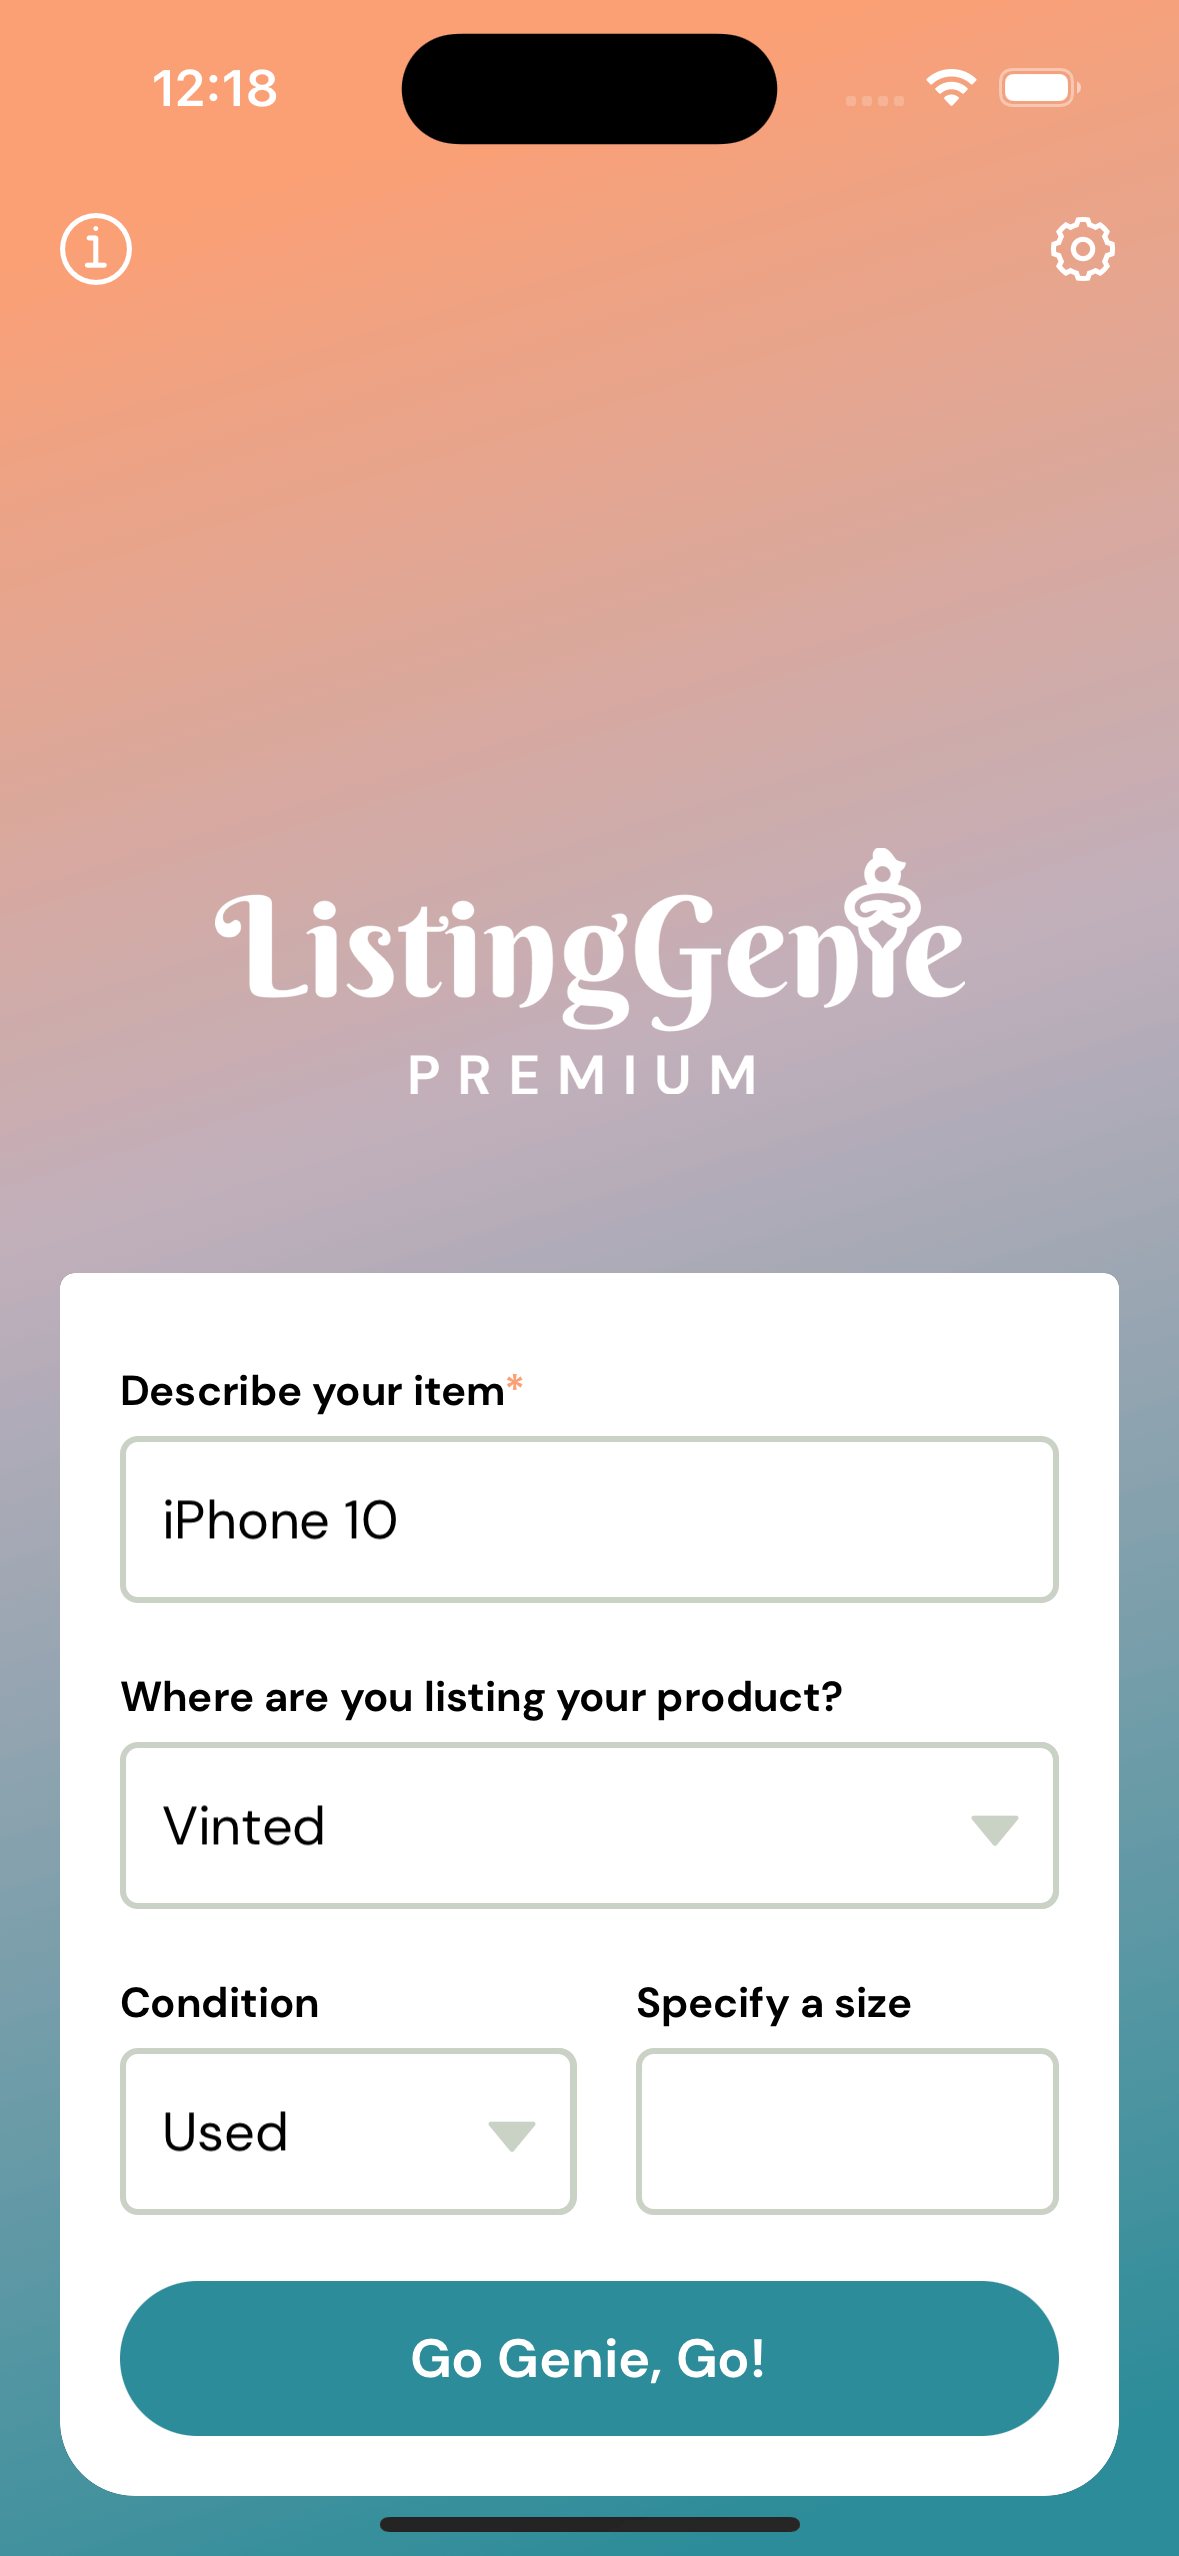 12:18
ListingGenie
PREMIUM
Describe your item*
iPhone 10
Where are you listing your product?
Vinted
Condition
Specify a size
Used
Go Genie, Go!